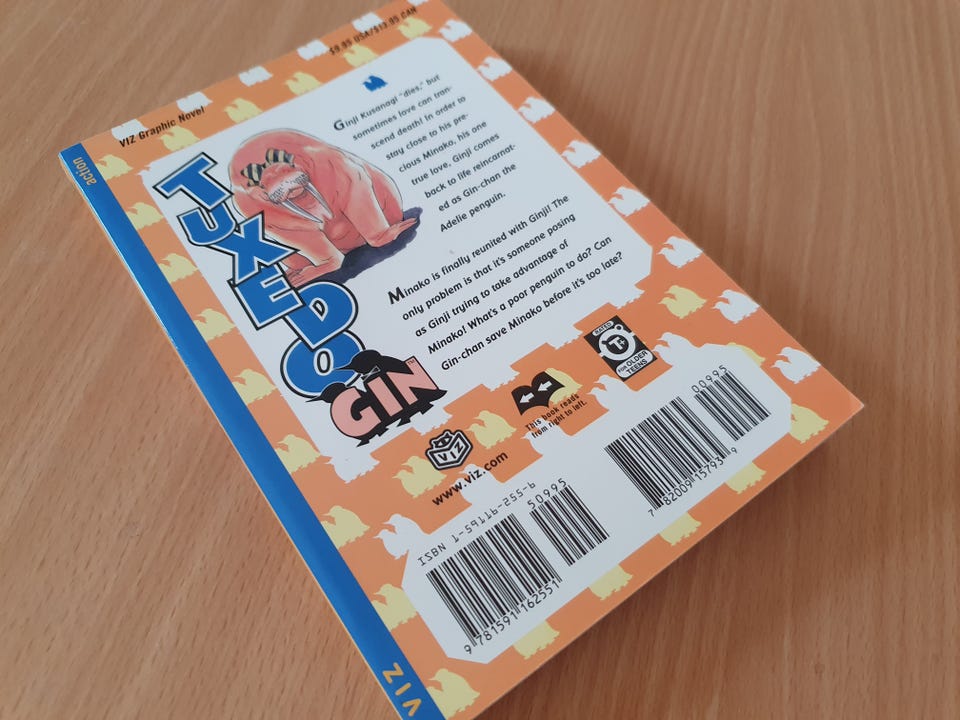 $9.95 USA/$15.95 CAN
VIZ Graphic Novel
action
TUXEDO
GIN™
Ginji Kusanagi "dies," but
sometimes love can tran-
scend death! In order to
stay close to his pre-
cious Minako, his one
true love, Ginji comes
back to life reincarnat-
ed as Gin-chan the
Adelie penguin.
Minako is finally reunited with Ginji! The
only problem is that it's someone posing
as Ginji trying to take advantage of
Minako! What's a poor penguin to do? Can
Gin-chan save Minako before it's too late?
RATED
T+
FOR OLDER
TEENS
This book reads
from right to left.
VIZ
www.viz.com
ISBN 1-59116-255-6
50995
9 781591 162551
00995
7 82009 15793 9
VIZ